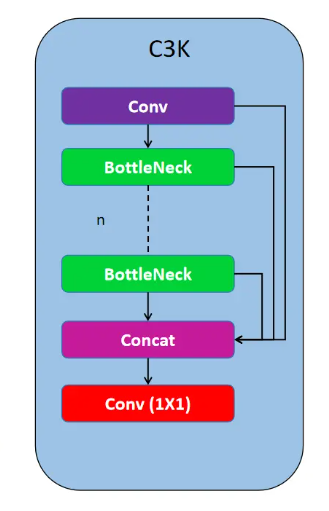 C3K
Conv
BottleNeck
n
BottleNeck
Concat
Conv (1X1)